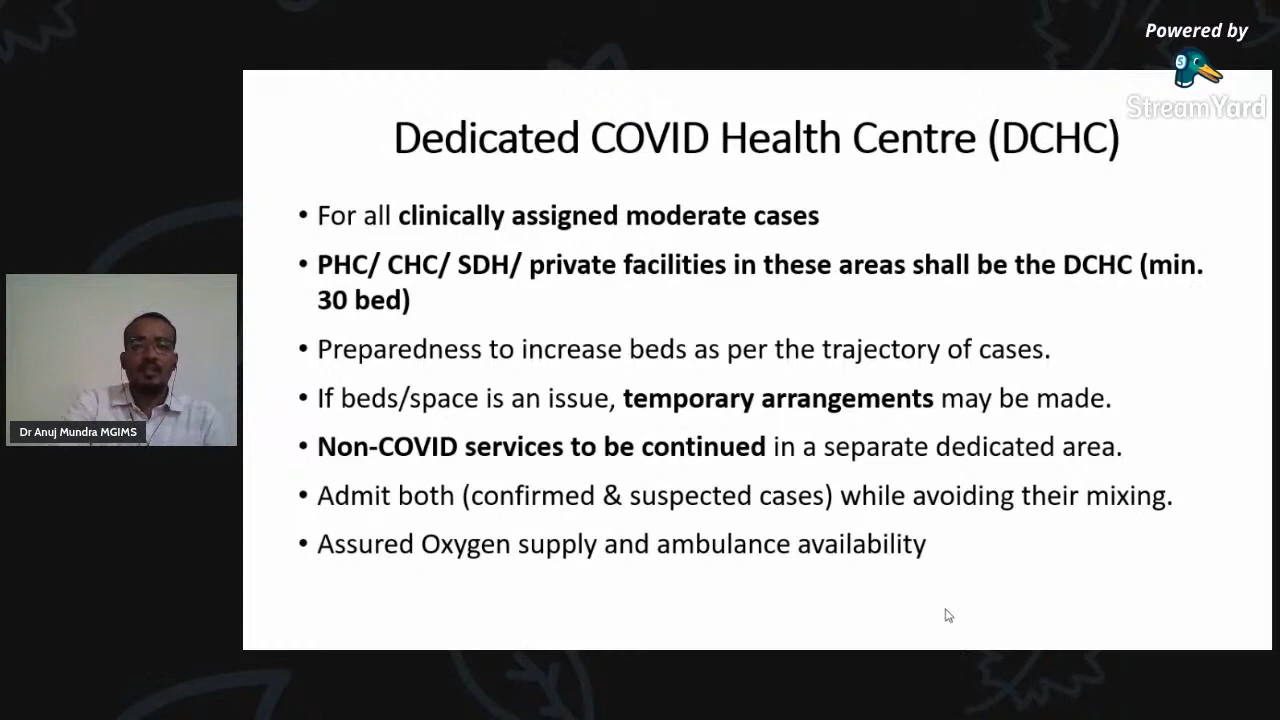 Powered by
StreamYard
Dedicated COVID Health Centre (DCHC)
• For all clinically assigned moderate cases
• PHC/ CHC/ SDH/ private facilities in these areas shall be the DCHC (min.
30 bed)
• Preparedness to increase beds as per the trajectory of cases.
• If beds/space is an issue, temporary arrangements may be made.
• Non-COVID services to be continued in a separate dedicated area.
• Admit both (confirmed & suspected cases) while avoiding their mixing.
• Assured Oxygen supply and ambulance availability
Dr Anuj Mundra MGIMS